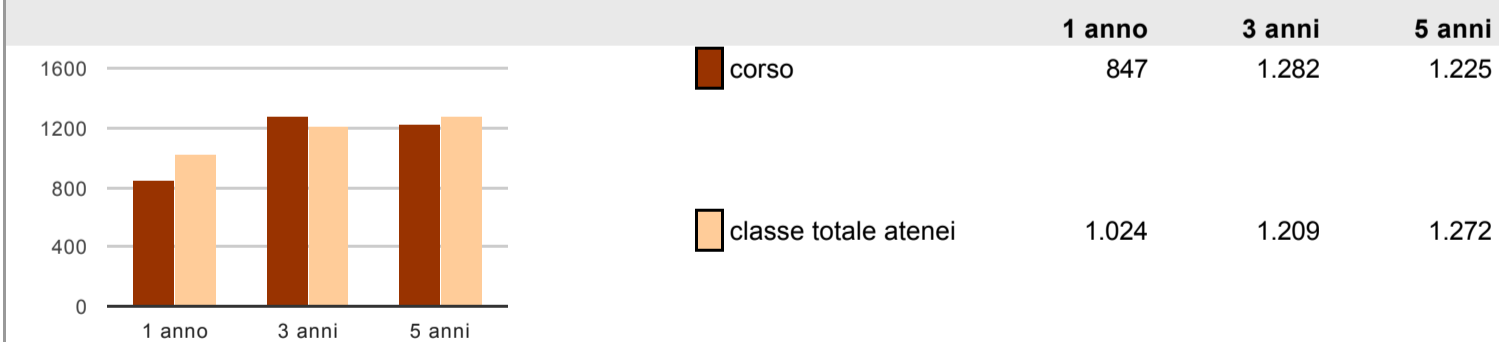 1 anno 3 anni 5 anni
1600
1200
800
400
0
1 anno 3 anni 5 anni
corso 847 1.282 1.225
classe totale atenei 1.024 1.209 1.272